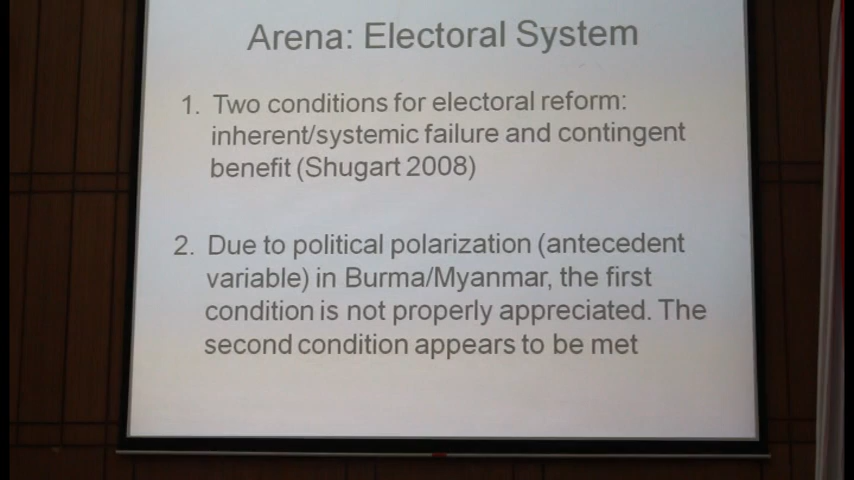 Arena: Electoral System
1. Two conditions for electoral reform:
inherent/systemic failure and contingent
benefit (Shugart 2008)
2. Due to political polarization (antecedent
variable) in Burma/Myanmar, the first
condition is not properly appreciated. The
second condition appears to be met